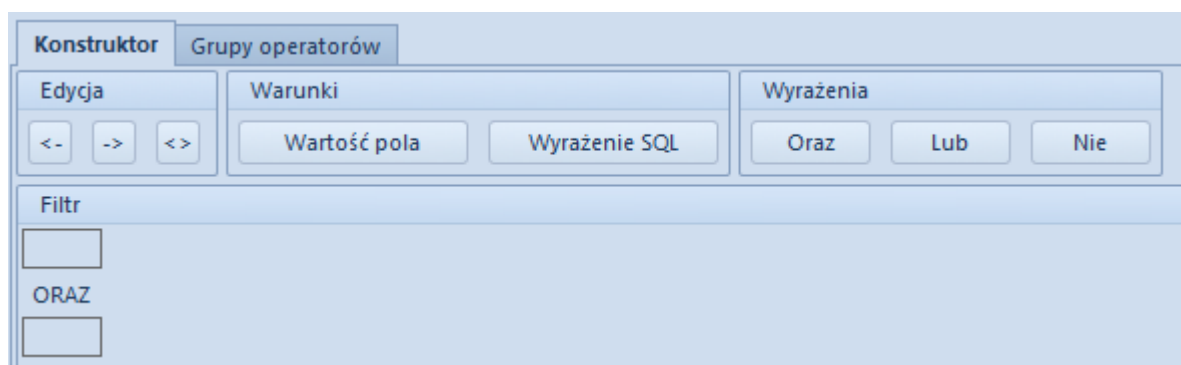 Konstruktor Grupy operatorów
Edycja Warunki Wyrażenia
<- -> <> Wartość pola Wyrażenie SQL Oraz Lub Nie
Filtr
ORAZ